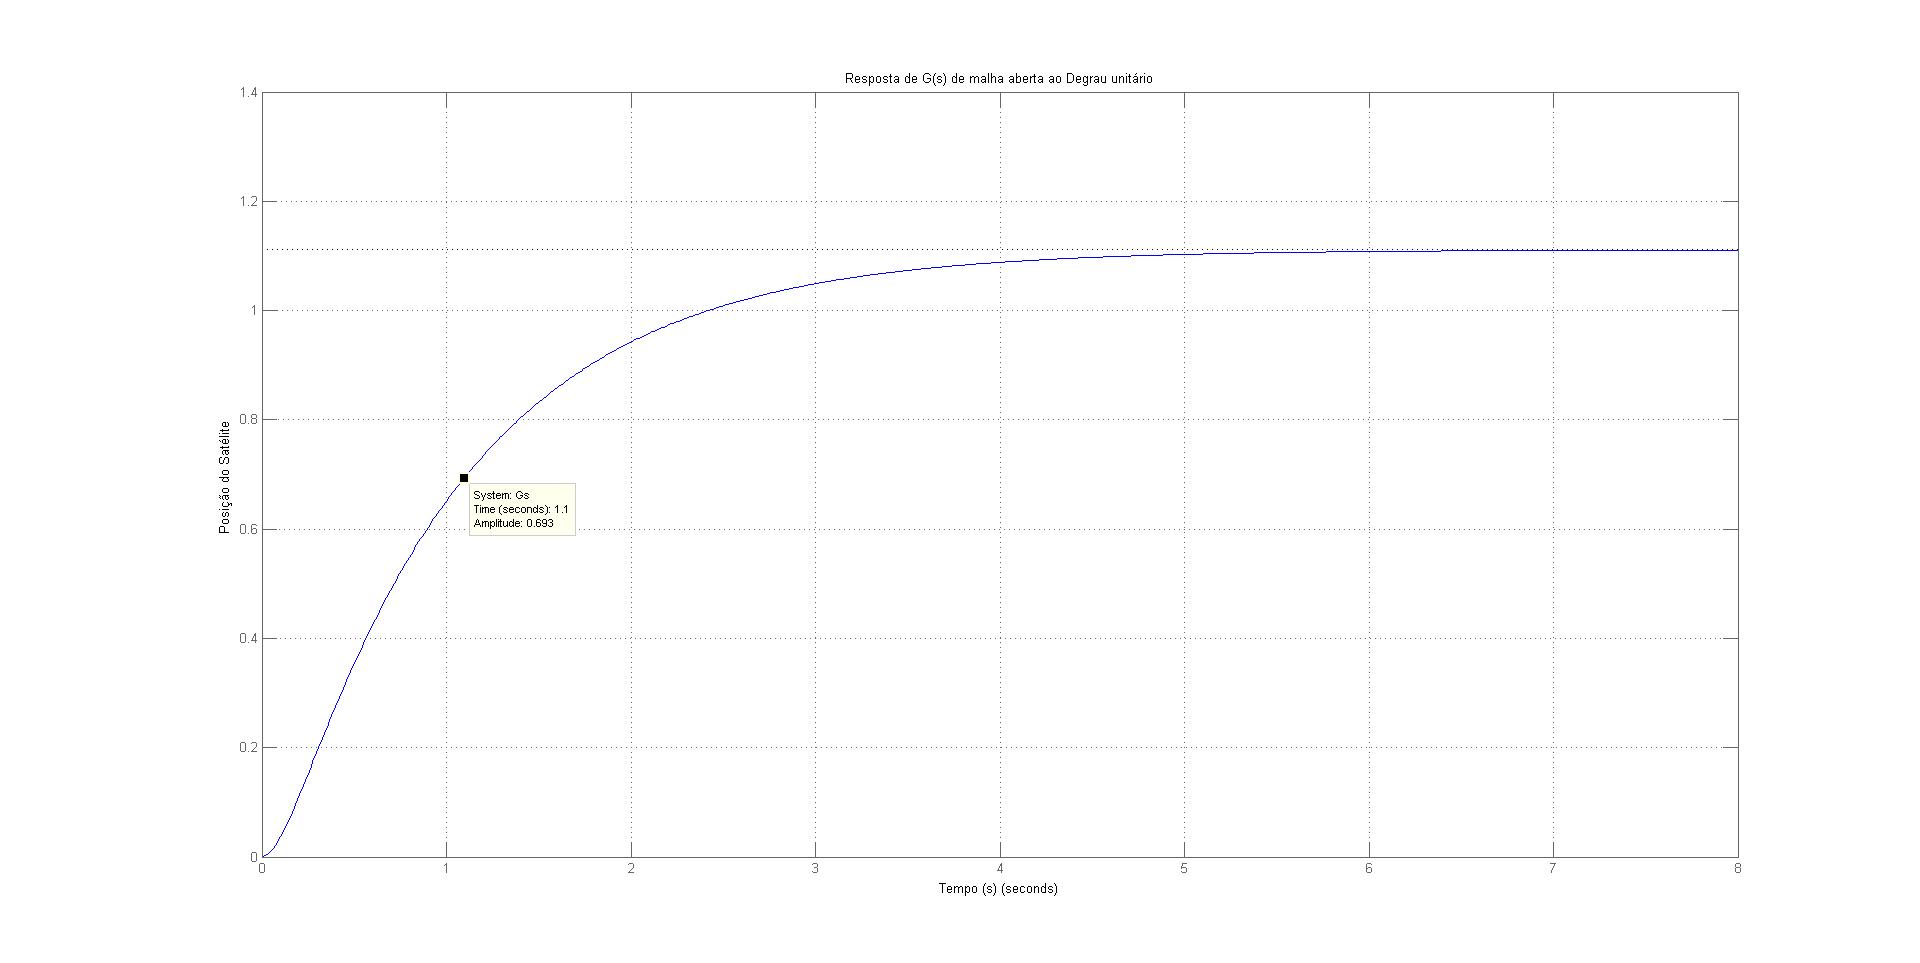 Resposta de G(s) de malha aberta ao Degrau unitário
1.4
1.2
1
0.8
0.6
0.4
0.2
0
Posição do Satélite
System: Gs
Time (seconds): 1.1
Amplitude: 0.693
0 1 2 3 4 5 6 7 8
Tempo (s) (seconds)